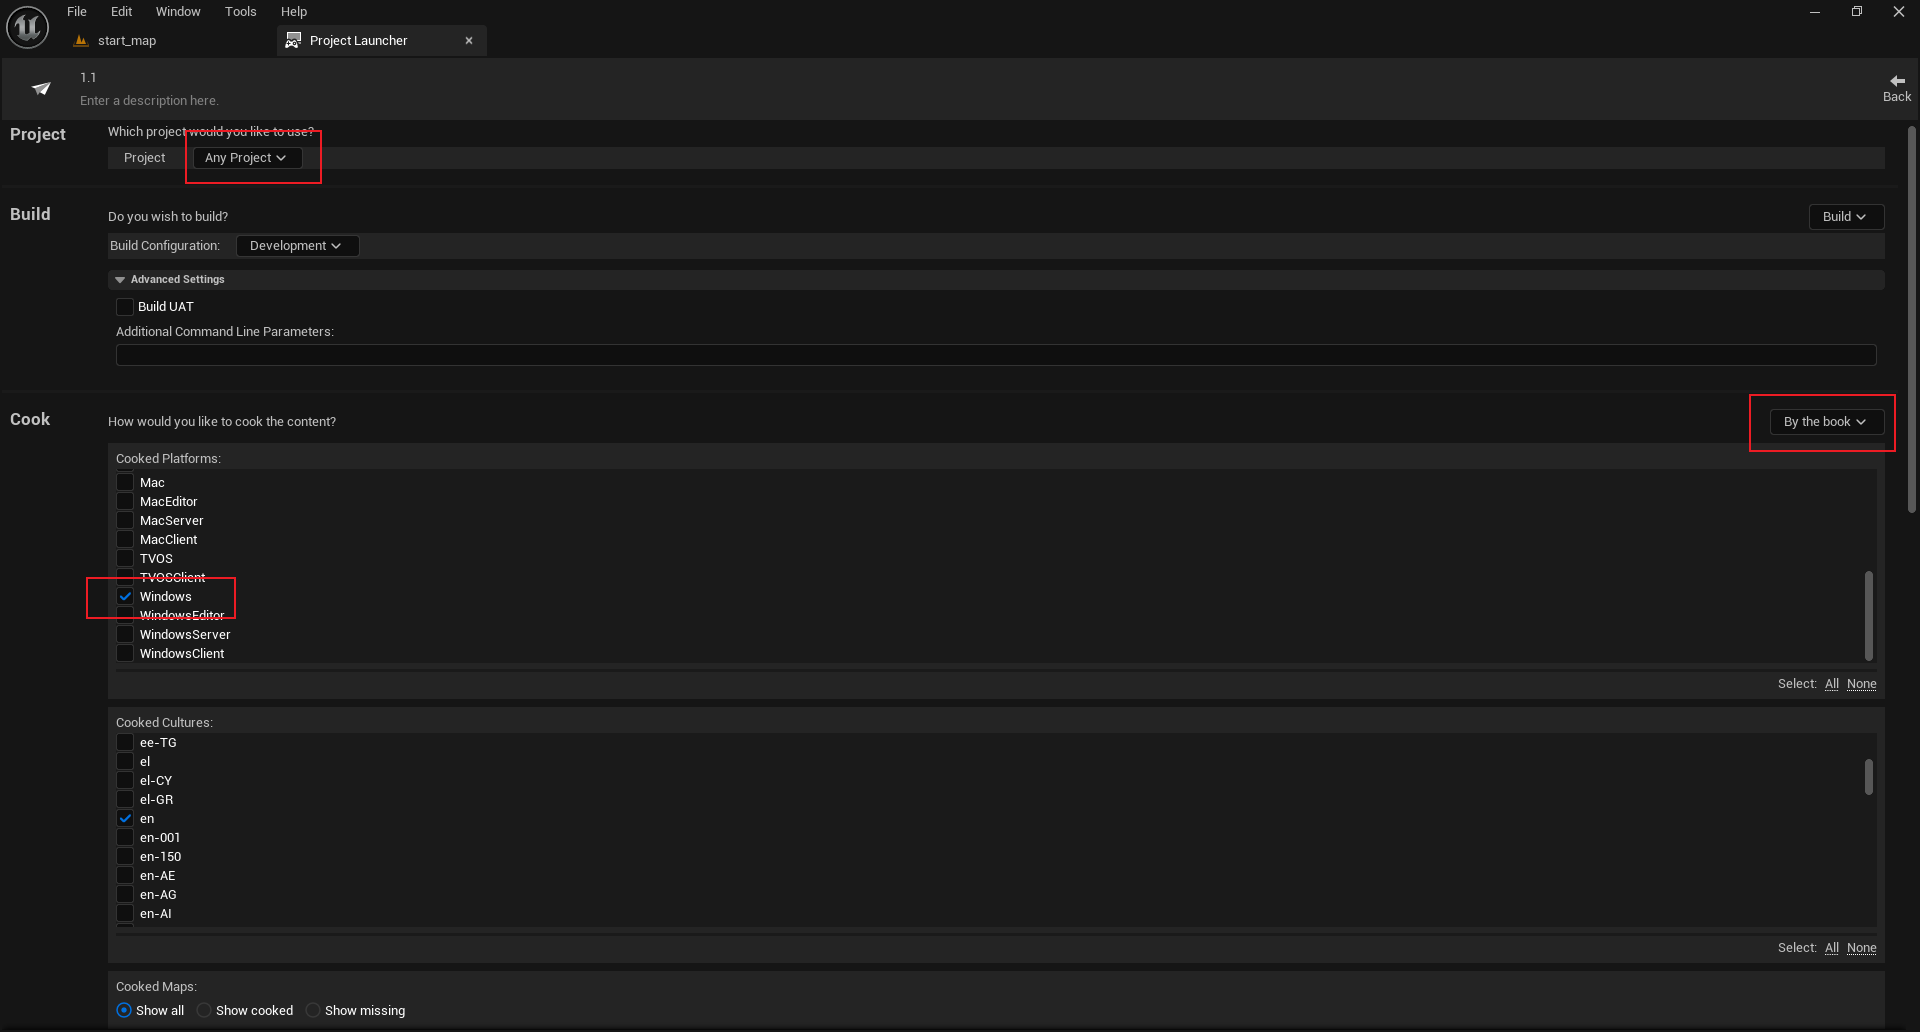 File Edit Window Tools Help
start_map Project Launcher
1.1
Enter a description here.
Back
Project Which project would you like to use?
Project Any Project
Build Do you wish to build? Build
Build Configuration: Development
Advanced Settings
Build UAT
Additional Command Line Parameters:
Cook How would you like to cook the content? By the book
Cooked Platforms:
Mac
MacEditor
MacServer
MacClient
TVOS
TVOSClient
Windows
WindowsEditor
WindowsServer
WindowsClient
Select: All None
Cooked Cultures:
ee-TG
el
el-CY
el-GR
en
en-001
en-150
en-AE
en-AG
en-AI
Select: All None
Cooked Maps:
Show all Show cooked Show missing